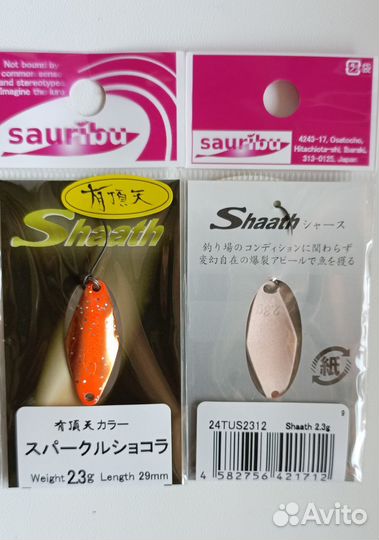 Not bound by
common sense
and stereotypes.
Imagine the lure
sauribu
有頂天
Shaath
有頂天カラー
スパークルショコラ
Weight 2.3g Length 29mm
袋
sauribu
4243-17, Osatocho,
Hitachiota-shi, Ibaraki,
313-0125, Japan
Shaath シャース
釣り場のコンディションに関わらず
変幻自在の爆裂アピールで魚を獲る
2.3g
紙
9
24TUS2312 Shaath 2.3g
4 582756 421712
Avito